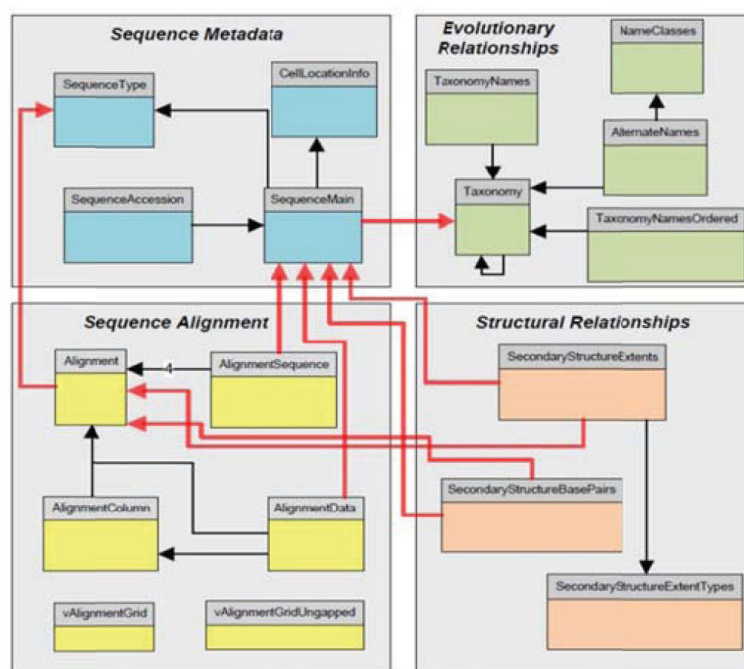 Sequence Metadata
SequenceType
CellLocationInfo
SequenceAccession
SequenceMain
Evolutionary
Relationships
NameClasses
TaxonomyNames
AlternateNames
Taxonomy
TaxonomyNamesOrdered
Sequence Alignment
Alignment
4
AlignmentSequence
AlignmentColumn
AlignmentData
vAlignmentGrid
vAlignmentGridUngapped
Structural Relationships
SecondaryStructureExtents
SecondaryStructureBasePairs
SecondaryStructureExtentTypes